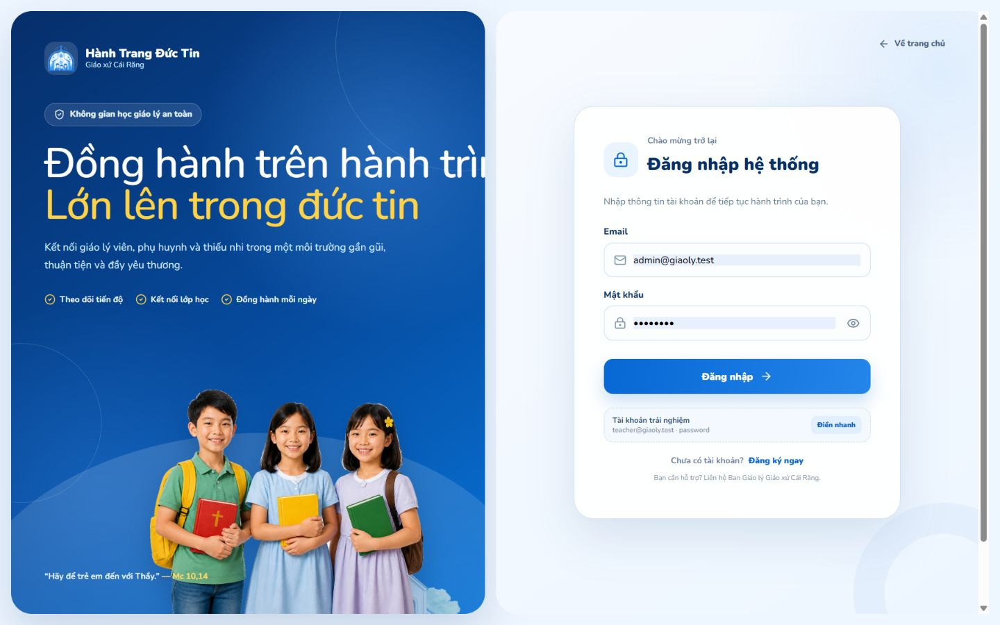 Hành Trang Đức Tin
Giáo xứ Cái Răng
Không gian học giáo lý an toàn
Đồng hành trên hành
Lớn lên trong đức tin
Kết nối giáo lý viên, phụ huynh và thiếu nhi trong một môi trường gần gũi,
thuận tiện và đầy yêu thương.
Theo dõi tiến độ
Kết nối lớp học
Đồng hành mỗi ngày
“Hãy để trẻ em đến với Thầy.” — Mc 10,14
Về trang chủ
Chào mừng trở lại
Đăng nhập hệ thống
Nhập thông tin tài khoản để tiếp tục hành trình của bạn.
Email
admin@giaoly.test
Mật khẩu
••••••••
Đăng nhập
Tài khoản trải nghiệm
teacher@giaoly.test · password
Điền nhanh
Chưa có tài khoản? Đăng ký ngay
Bạn cần hỗ trợ? Liên hệ Ban Giáo lý Giáo xứ Cái Răng.